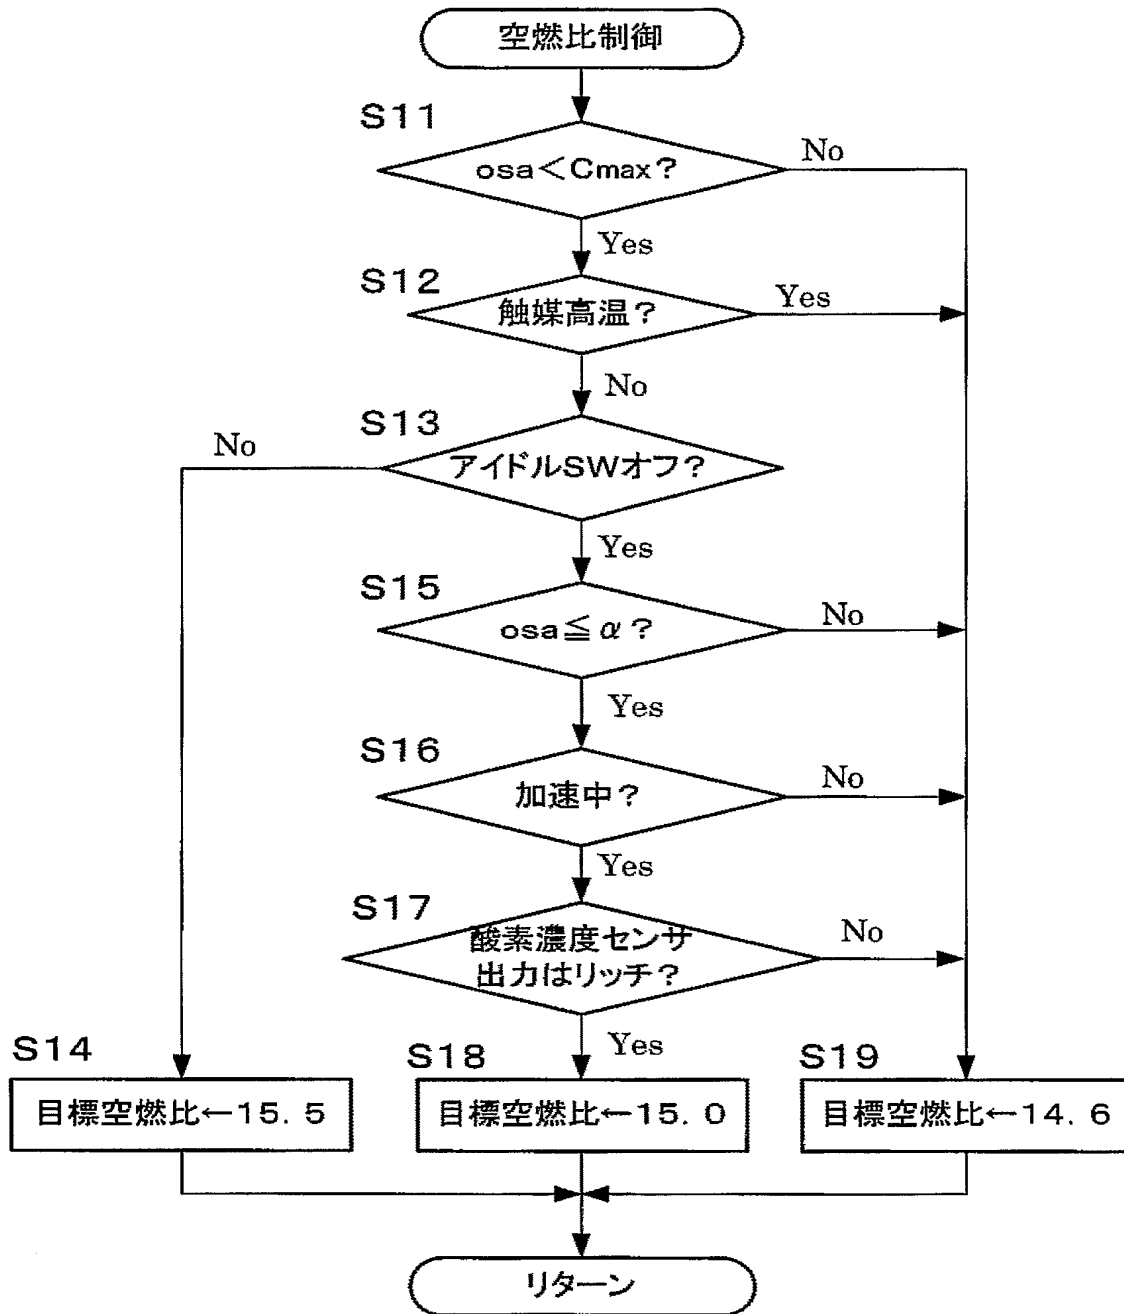 空燃比制御
S11
osa＜Cmax？
No
Yes
S12
触媒高温？
Yes
No
S13
No
アイドルSWオフ？
Yes
S15
osa≦α？
No
Yes
S16
加速中？
No
Yes
S17
酸素濃度センサ
出力はリッチ？
No
Yes
S14
目標空燃比←15．5
S18
目標空燃比←15．0
S19
目標空燃比←14．6
リターン